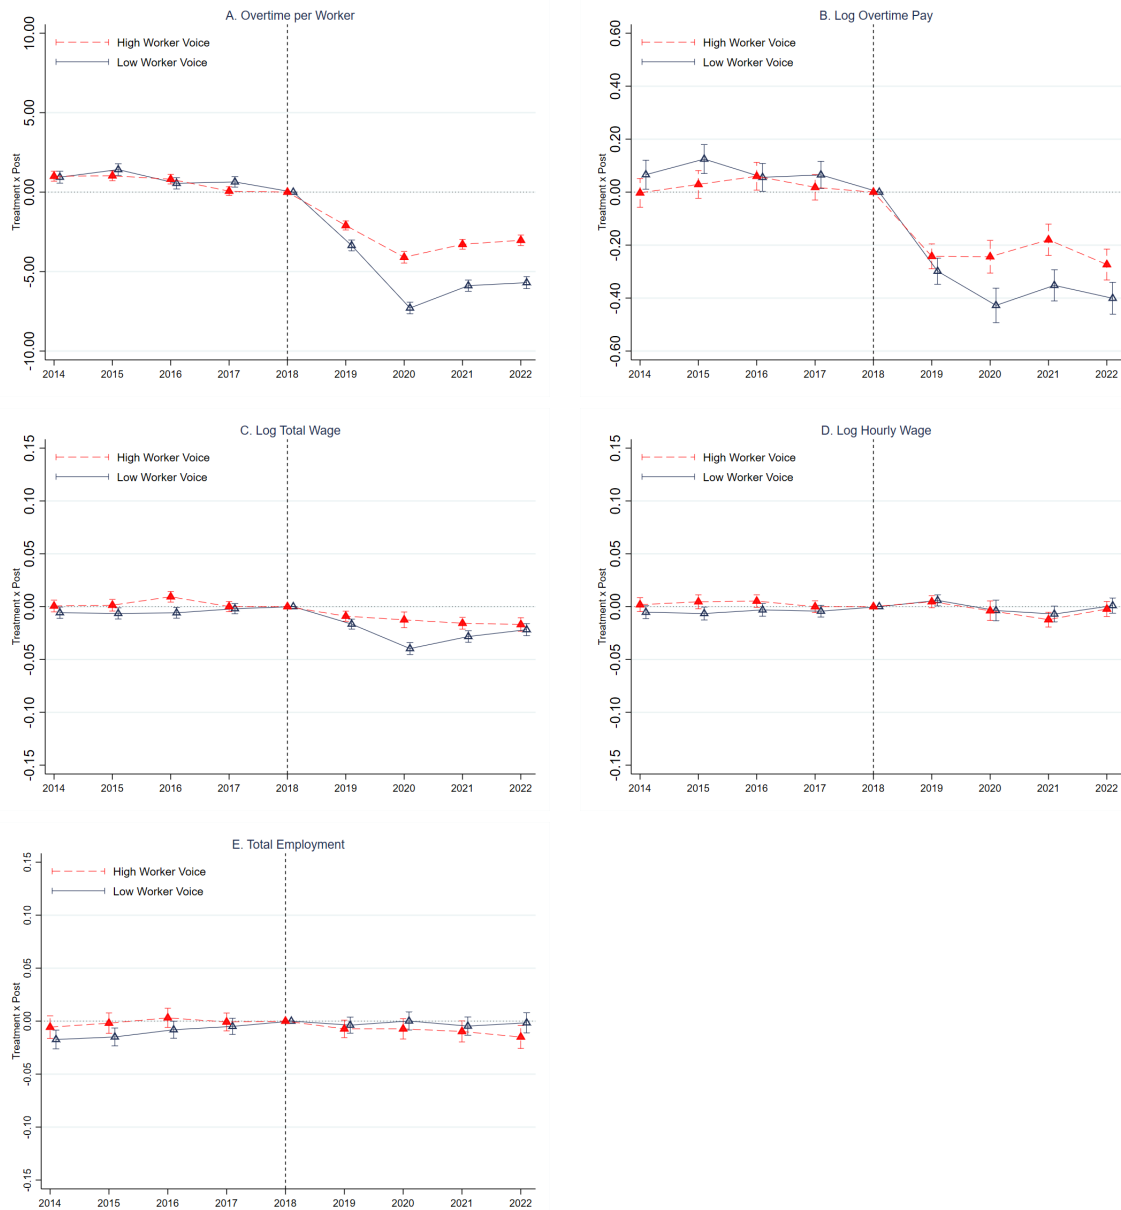 A. Overtime per Worker
High Worker Voice
Low Worker Voice
Treatment x Post
10.00
5.00
0.00
-5.00
-10.00
2014 2015 2016 2017 2018 2019 2020 2021 2022
B. Log Overtime Pay
High Worker Voice
Low Worker Voice
Treatment x Post
0.60
0.40
0.20
0.00
-0.20
-0.40
-0.60
2014 2015 2016 2017 2018 2019 2020 2021 2022
C. Log Total Wage
High Worker Voice
Low Worker Voice
Treatment x Post
0.15
0.10
0.05
0.00
-0.05
-0.10
-0.15
2014 2015 2016 2017 2018 2019 2020 2021 2022
D. Log Hourly Wage
High Worker Voice
Low Worker Voice
Treatment x Post
0.15
0.10
0.05
0.00
-0.05
-0.10
-0.15
2014 2015 2016 2017 2018 2019 2020 2021 2022
E. Total Employment
High Worker Voice
Low Worker Voice
Treatment x Post
0.15
0.10
0.05
0.00
-0.05
-0.10
-0.15
2014 2015 2016 2017 2018 2019 2020 2021 2022